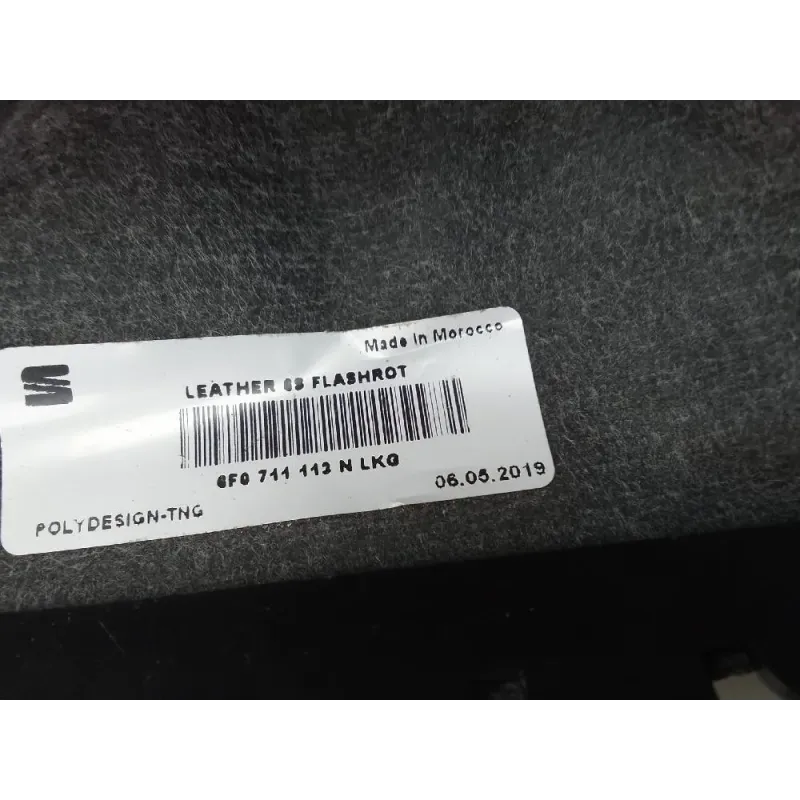 Made in Morocco
LEATHER 6S FLASHROT
6F0 711 113 N LKG
06.05.2019
POLYDESIGN-TNG